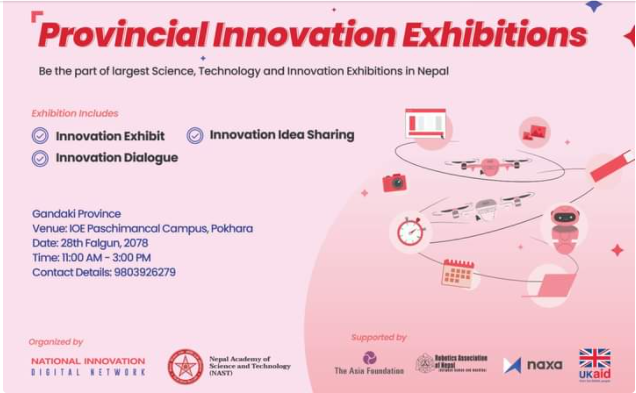 Provincial Innovation Exhibitions
Be the part of largest Science, Technology and Innovation Exhibitions in Nepal
Exhibition Includes
Innovation Exhibit
Innovation Idea Sharing
Innovation Dialogue
Gandaki Province
Venue: IOE Paschimancal Campus, Pokhara
Date: 28th Falgun, 2078
Time: 11:00 AM - 3:00 PM
Contact Details: 9803926279
Organized by
NATIONAL INNOVATION
DIGITAL NETWORK
Nepal Academy of
Science and Technology
(NAST)
Supported by
The Asia Foundation
Robotics Association
of Nepal
naxa
UKaid